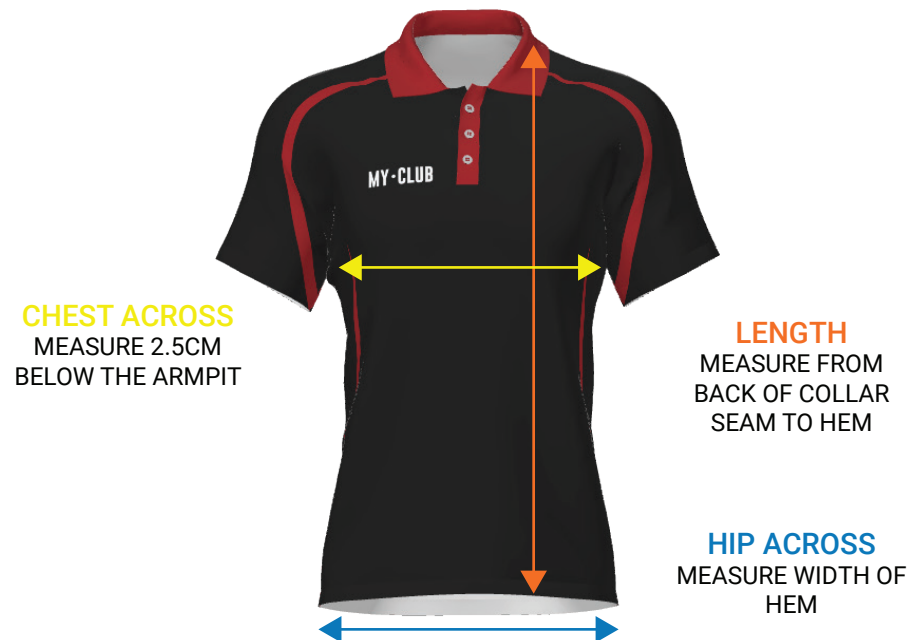 MY·CLUB
CHEST ACROSS
MEASURE 2.5CM
BELOW THE ARMPIT
LENGTH
MEASURE FROM
BACK OF COLLAR
SEAM TO HEM
HIP ACROSS
MEASURE WIDTH OF
HEM